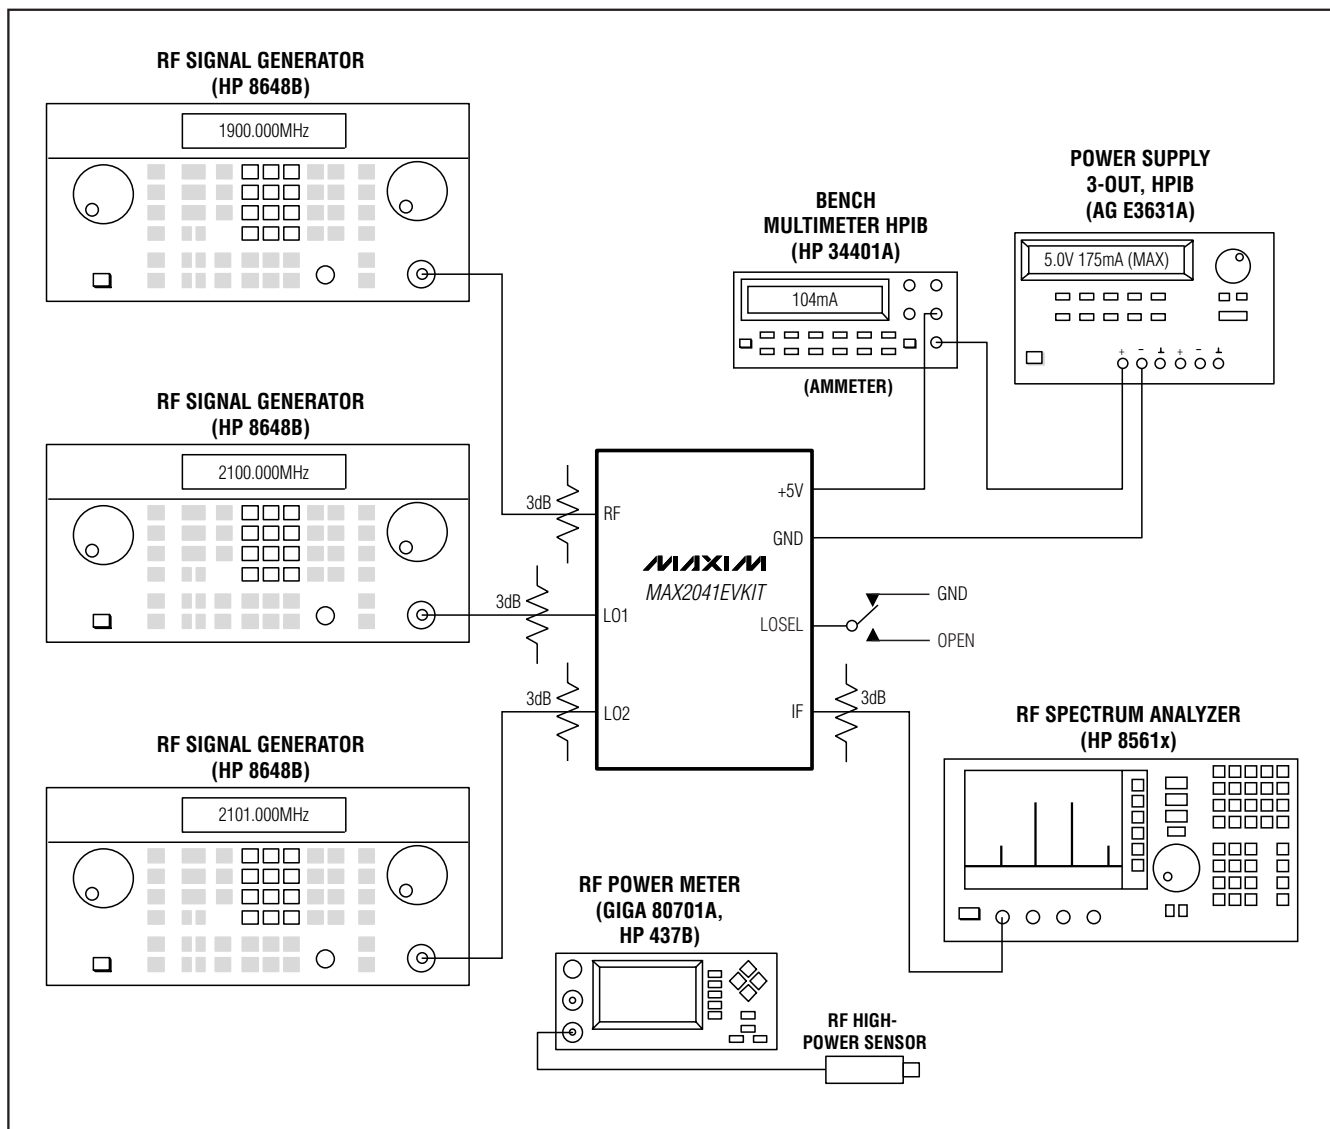 RF SIGNAL GENERATOR
(HP 8648B)
1900.000MHz
POWER SUPPLY
3-OUT, HPIB
(AG E3631A)
5.0V 175mA (MAX)
+ - ⊥ + - ⊥
BENCH
MULTIMETER HPIB
(HP 34401A)
104mA
(AMMETER)
RF SIGNAL GENERATOR
(HP 8648B)
2100.000MHz
3dB
RF
3dB
LO1
3dB
LO2
MAXIM
MAX2041EVKIT
+5V
GND
LOSEL
GND
OPEN
IF
3dB
RF SIGNAL GENERATOR
(HP 8648B)
2101.000MHz
RF SPECTRUM ANALYZER
(HP 8561x)
RF POWER METER
(GIGA 80701A,
HP 437B)
RF HIGH-
POWER SENSOR